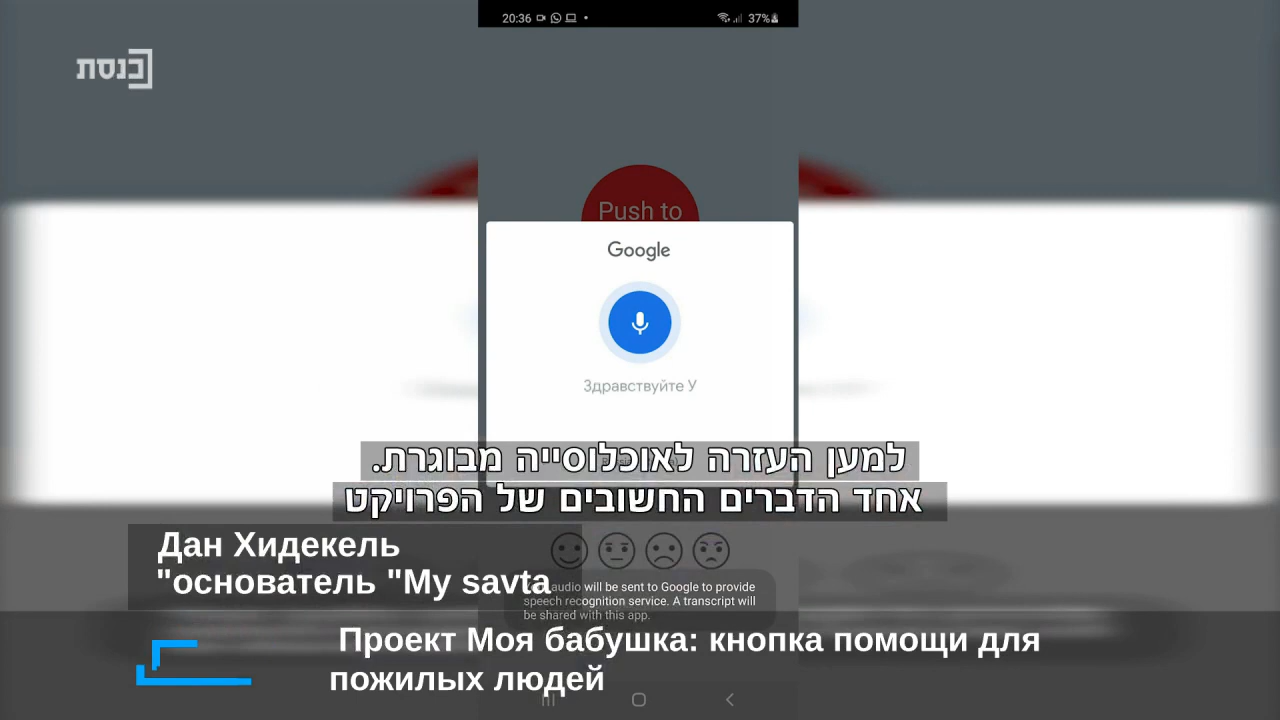 20:36
37%
כנסת
Push to
Google
Здравствуйте У
למען העזרה לאוכלוסייה מבוגרת.
אחד הדברים החשובים של הפרויקט
Дан Хидекель
"основатель "My savta
audio will be sent to Google to provide
speech recognition service. A transcript will
be shared with this app.
Проект Моя бабушка: кнопка помощи для
пожилых людей